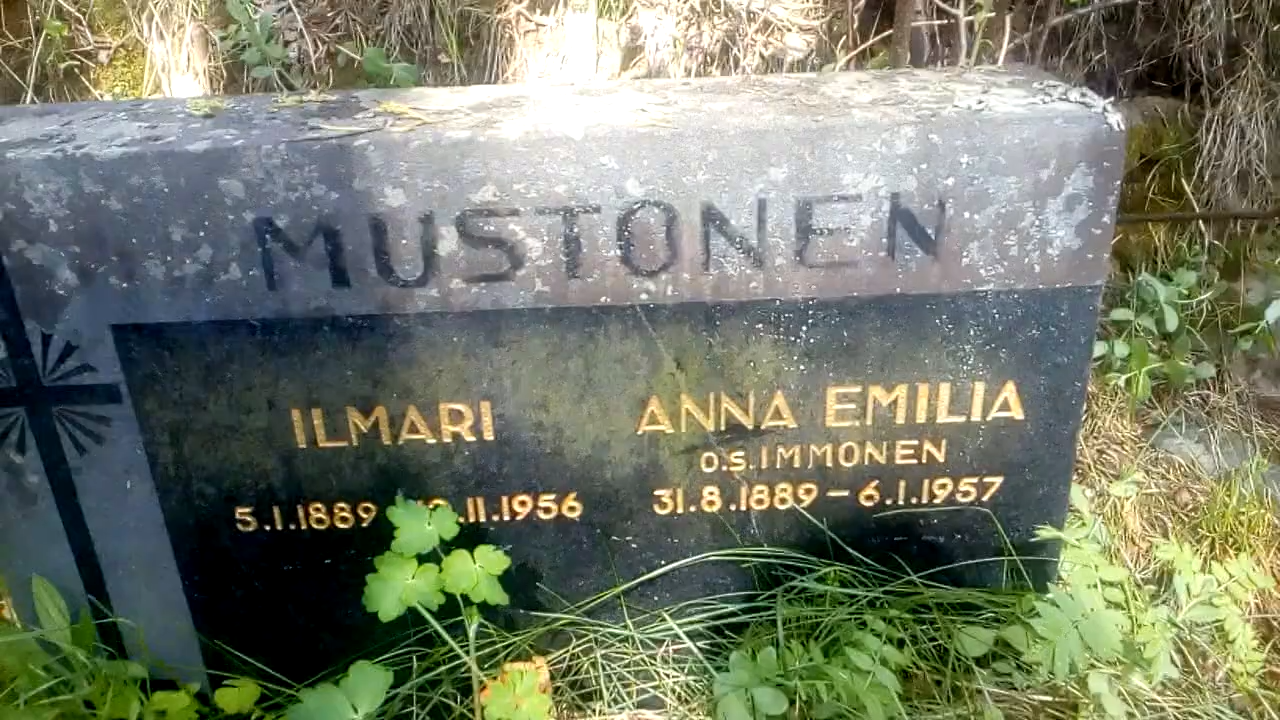 MUSTONEN
ILMARI
5.1.1889 .11.1956
ANNA EMILIA
O.S. IMMONEN
31.8.1889 – 6.1.1957